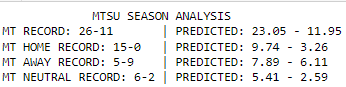 MTSU SEASON ANALYSIS
MT RECORD: 26-11 | PREDICTED: 23.05 - 11.95
MT HOME RECORD: 15-0 | PREDICTED: 9.74 - 3.26
MT AWAY RECORD: 5-9 | PREDICTED: 7.89 - 6.11
MT NEUTRAL RECORD: 6-2 | PREDICTED: 5.41 - 2.59